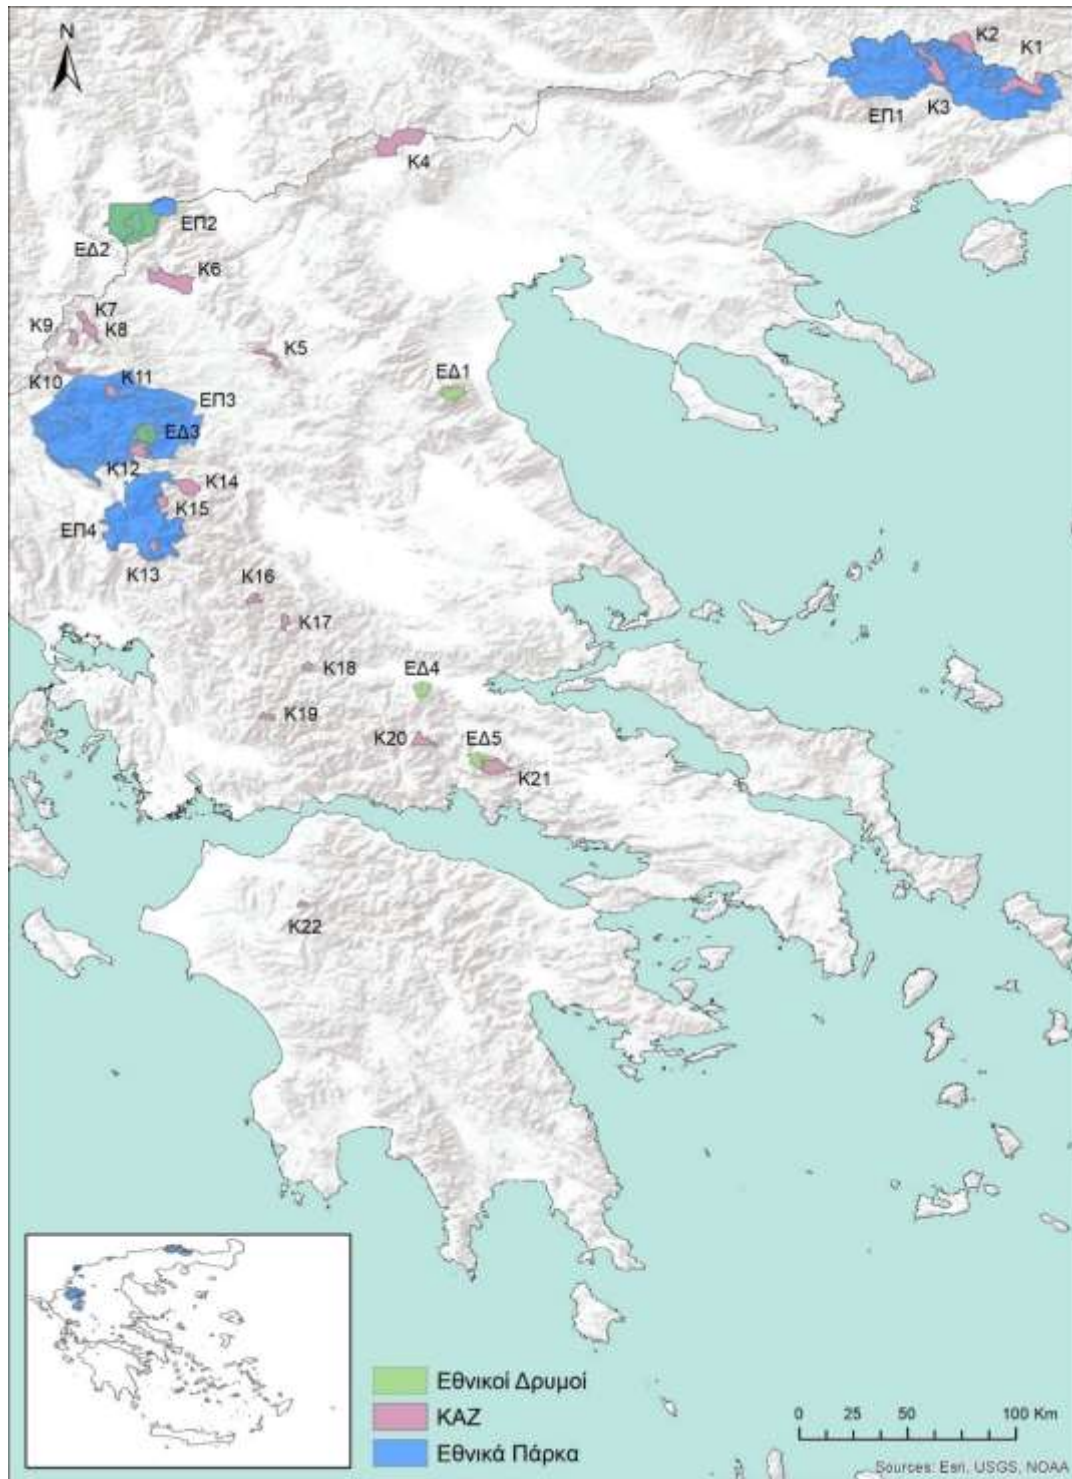 N
K2
K1
ΕΠ1
K3
K4
ΕΠ2
ΕΔ2
K6
K7
K9
K8
K5
K10
K11
ΕΔ1
ΕΠ3
ΕΔ3
K12
K14
K15
ΕΠ4
K13
K16
K17
K18
ΕΔ4
K19
K20
ΕΔ5
K21
K22
Εθνικοί Δρυμοί
ΚΑΖ
Εθνικά Πάρκα
0 25 50 100 Km
Sources: Esri, USGS, NOAA